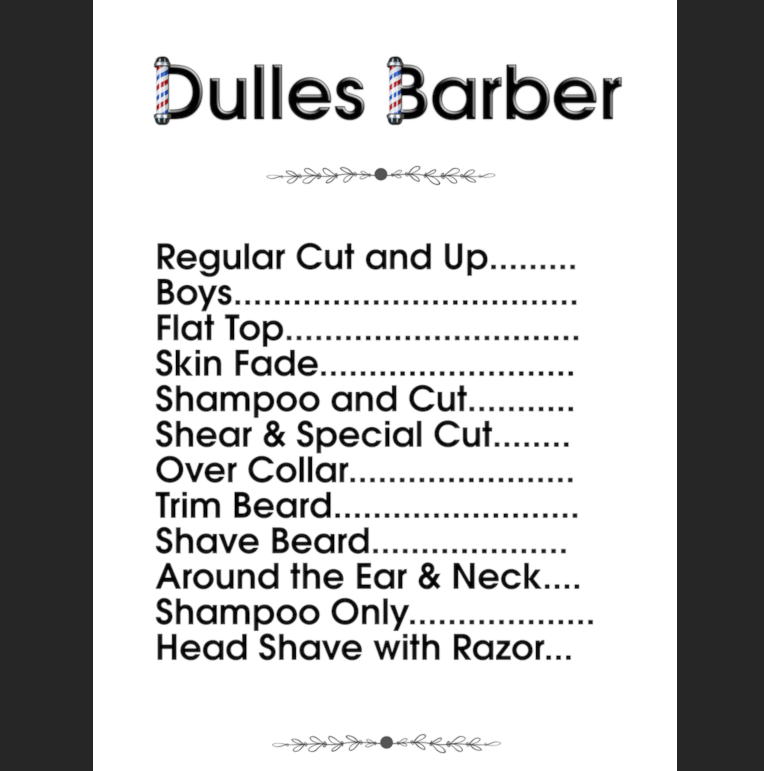 Dulles Barber
Regular Cut and Up.........
Boys...................................
Flat Top..............................
Skin Fade..........................
Shampoo and Cut...........
Shear & Special Cut........
Over Collar.......................
Trim Beard.........................
Shave Beard....................
Around the Ear & Neck....
Shampoo Only...................
Head Shave with Razor...